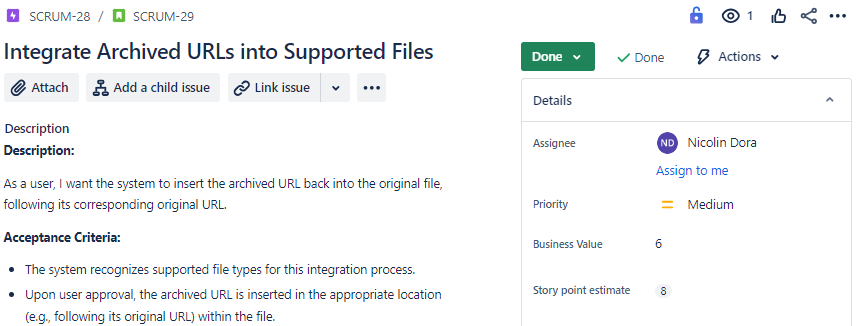 SCRUM-28 / SCRUM-29
1
Integrate Archived URLs into Supported Files
Done
Done
Actions
Attach
Add a child issue
Link issue
Details
Description
Description:
As a user, I want the system to insert the archived URL back into the original file,
following its corresponding original URL.
Acceptance Criteria:
• The system recognizes supported file types for this integration process.
• Upon user approval, the archived URL is inserted in the appropriate location
(e.g., following its original URL) within the file.
Assignee
ND
Nicolin Dora
Assign to me
Priority
Medium
Business Value
6
Story point estimate
8